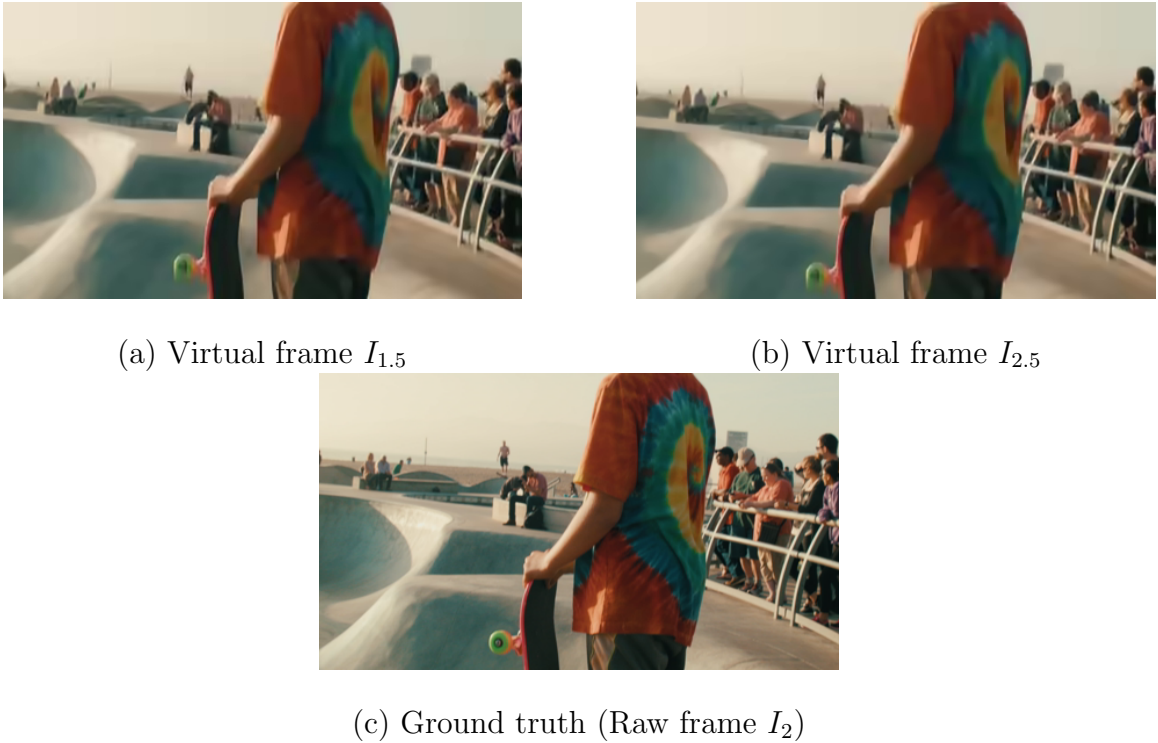 (a) Virtual frame I₁.₅
(b) Virtual frame I₂.₅
(c) Ground truth (Raw frame I₂)